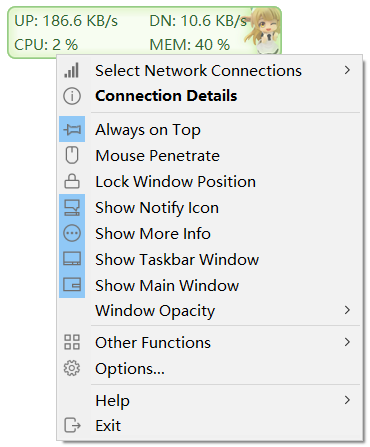 UP: 186.6 KB/s DN: 10.6 KB/s
CPU: 2 % MEM: 40 %
Select Network Connections
Connection Details
Always on Top
Mouse Penetrate
Lock Window Position
Show Notify Icon
Show More Info
Show Taskbar Window
Show Main Window
Window Opacity
Other Functions
Options...
Help
Exit